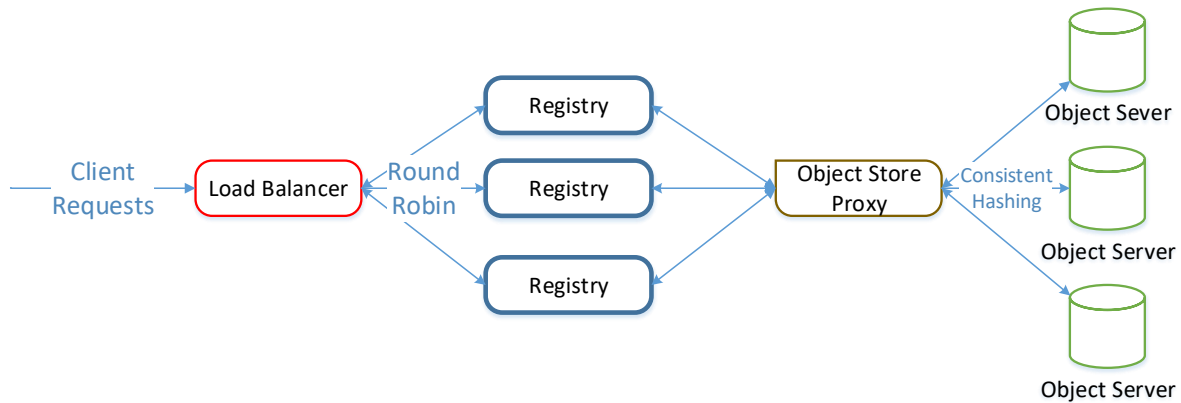 Client
Requests
Load Balancer
Round
Robin
Registry
Registry
Registry
Object Store
Proxy
Consistent
Hashing
Object Sever
Object Server
Object Server